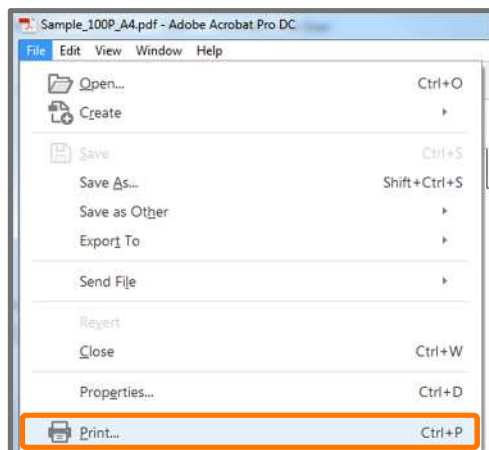 Sample_100P_A4.pdf - Adobe Acrobat Pro DC
File Edit View Window Help
Open... Ctrl+O
Create
Save Ctrl+S
Save As... Shift+Ctrl+S
Save as Other
Export To
Send File
Revert
Close Ctrl+W
Properties... Ctrl+D
Print... Ctrl+P